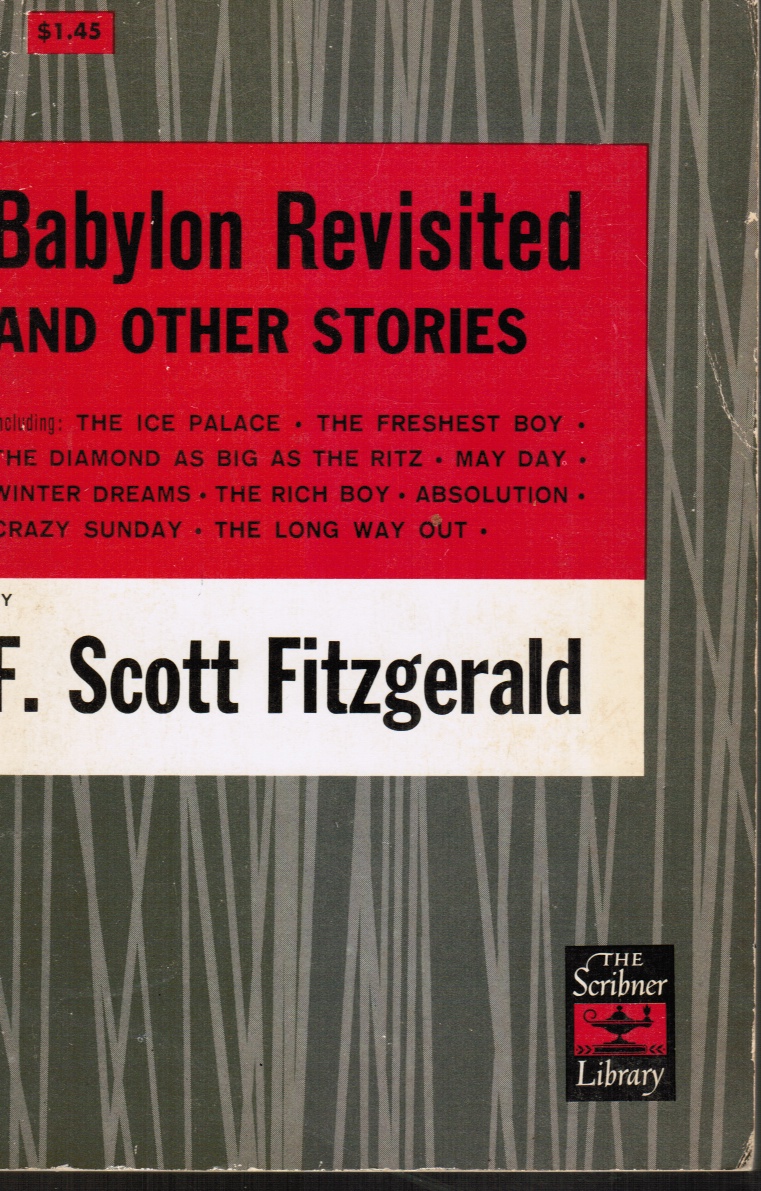 $1.45
Babylon Revisited
AND OTHER STORIES
ncluding: THE ICE PALACE • THE FRESHEST BOY •
THE DIAMOND AS BIG AS THE RITZ • MAY DAY •
WINTER DREAMS • THE RICH BOY • ABSOLUTION •
CRAZY SUNDAY • THE LONG WAY OUT •
Y
F. Scott Fitzgerald
THE
Scribner
Library